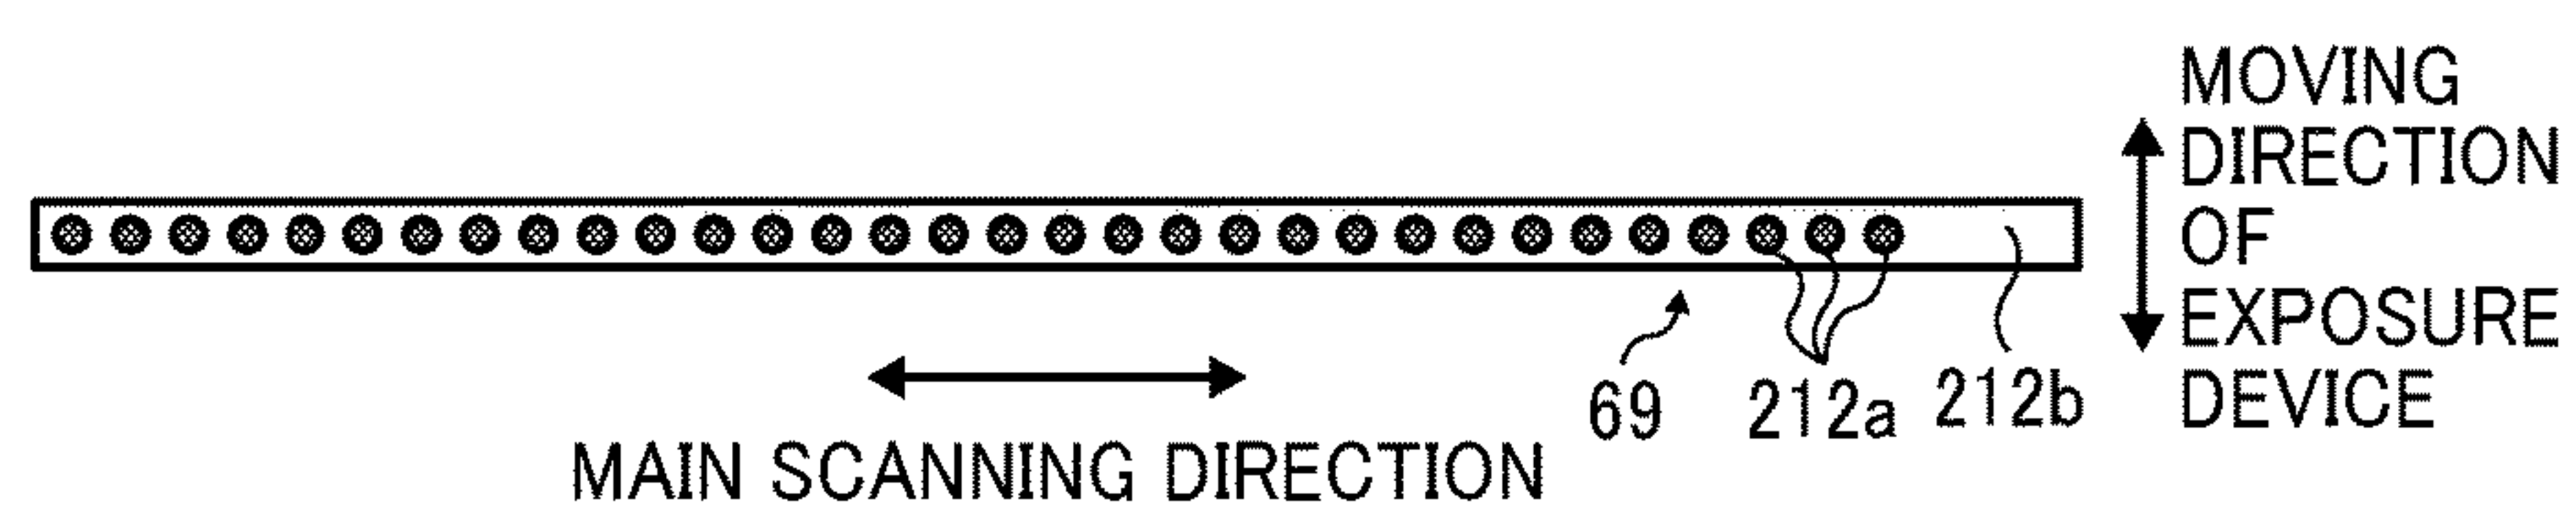 MOVING
DIRECTION
OF
EXPOSURE
DEVICE
69
212a
212b
MAIN SCANNING DIRECTION